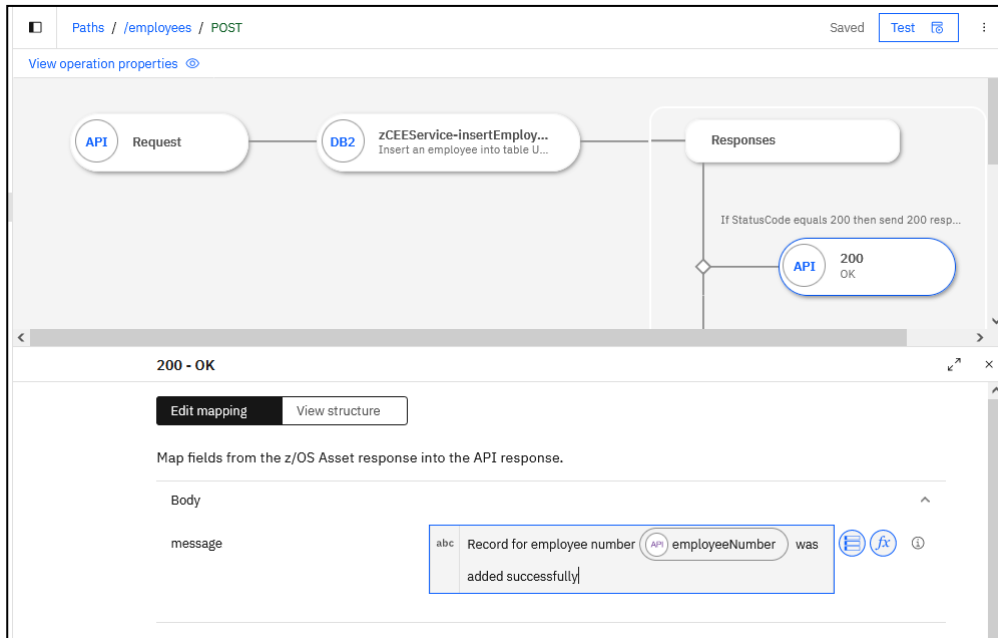 Paths / /employees / POST
Saved
Test
View operation properties
API
Request
DB2
zCEEService-insertEmploy...
Insert an employee into table U...
Responses
If StatusCode equals 200 then send 200 resp...
API
200
OK
200 - OK
Edit mapping
View structure
Map fields from the z/OS Asset response into the API response.
Body
message
abc
Record for employee number API employeeNumber was
added successfully
fx